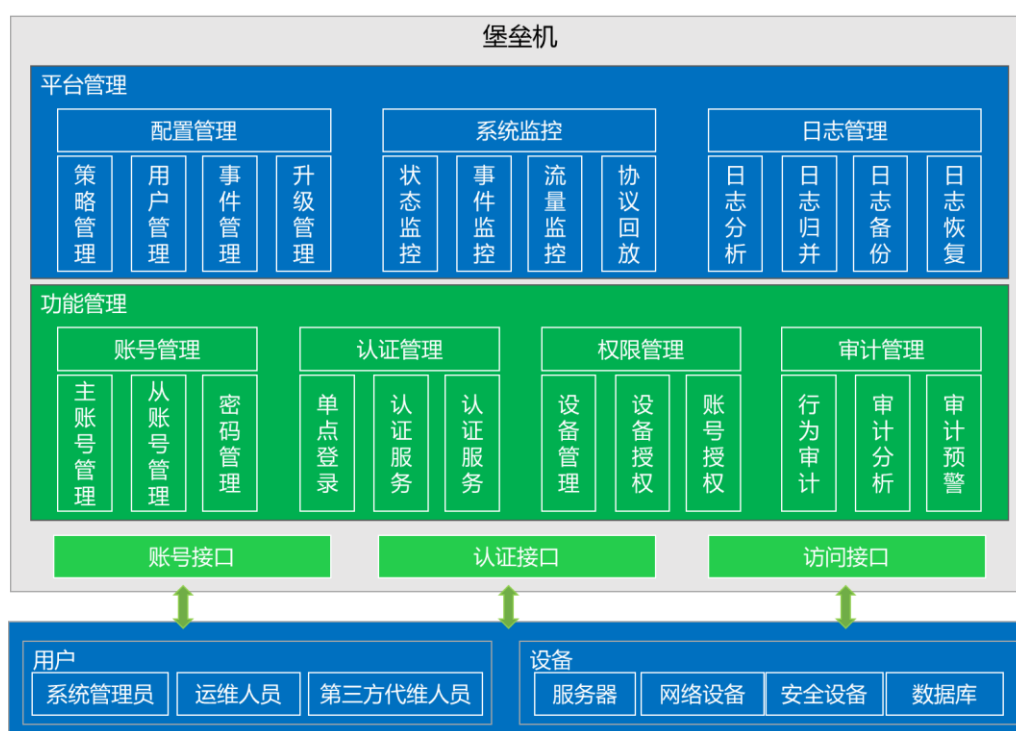 堡垒机
平台管理
配置管理
系统监控
日志管理
策略管理
用户管理
事件管理
升级管理
状态监控
事件监控
流量监控
协议回放
日志分析
日志归并
日志备份
日志恢复
功能管理
账号管理
认证管理
权限管理
审计管理
主账号管理
从账号管理
密码管理
单点登录
认证服务
认证服务
设备管理
设备授权
账号授权
行为审计
审计分析
审计预警
账号接口
认证接口
访问接口
用户
系统管理员
运维人员
第三方代维人员
设备
服务器
网络设备
安全设备
数据库